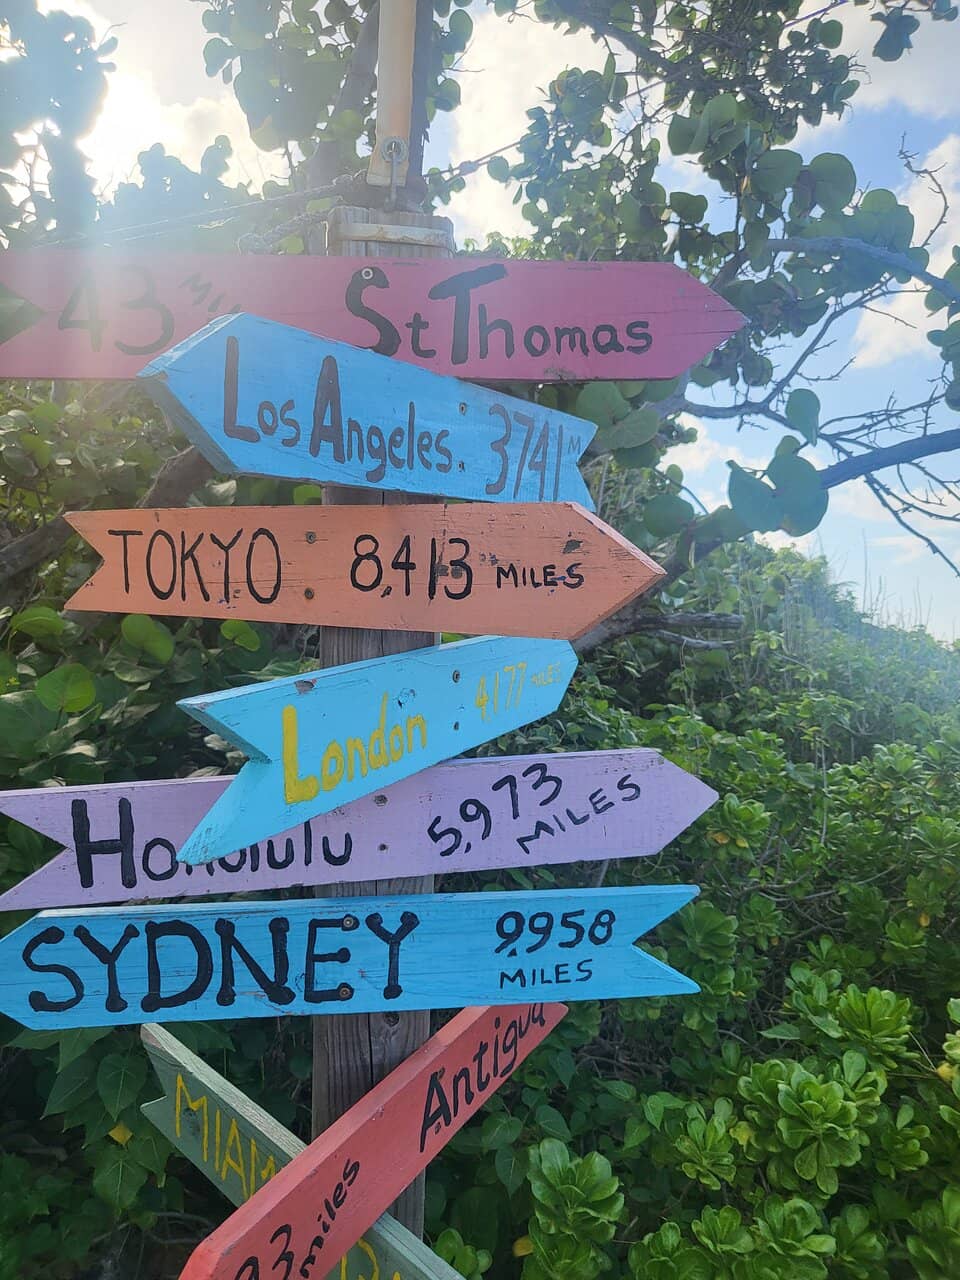 43 St Thomas
Los Angeles. 3741 M
TOKYO 8,413 MILES
London 4177 MILES
Honolulu 5,973 MILES
SYDNEY 9958 MILES
Antigua
miles
MIAMI